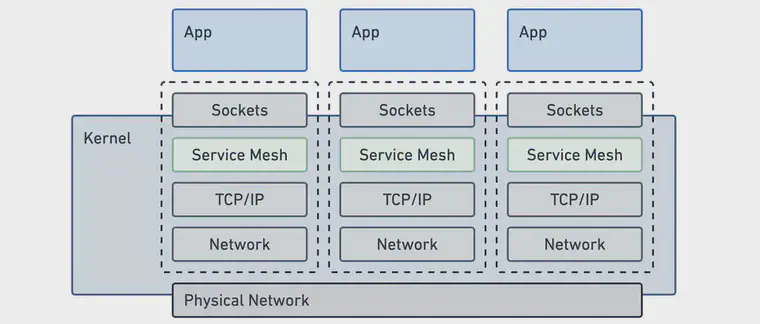 App
App
App
Sockets
Sockets
Sockets
Kernel
Service Mesh
Service Mesh
Service Mesh
TCP/IP
TCP/IP
TCP/IP
Network
Network
Network
Physical Network